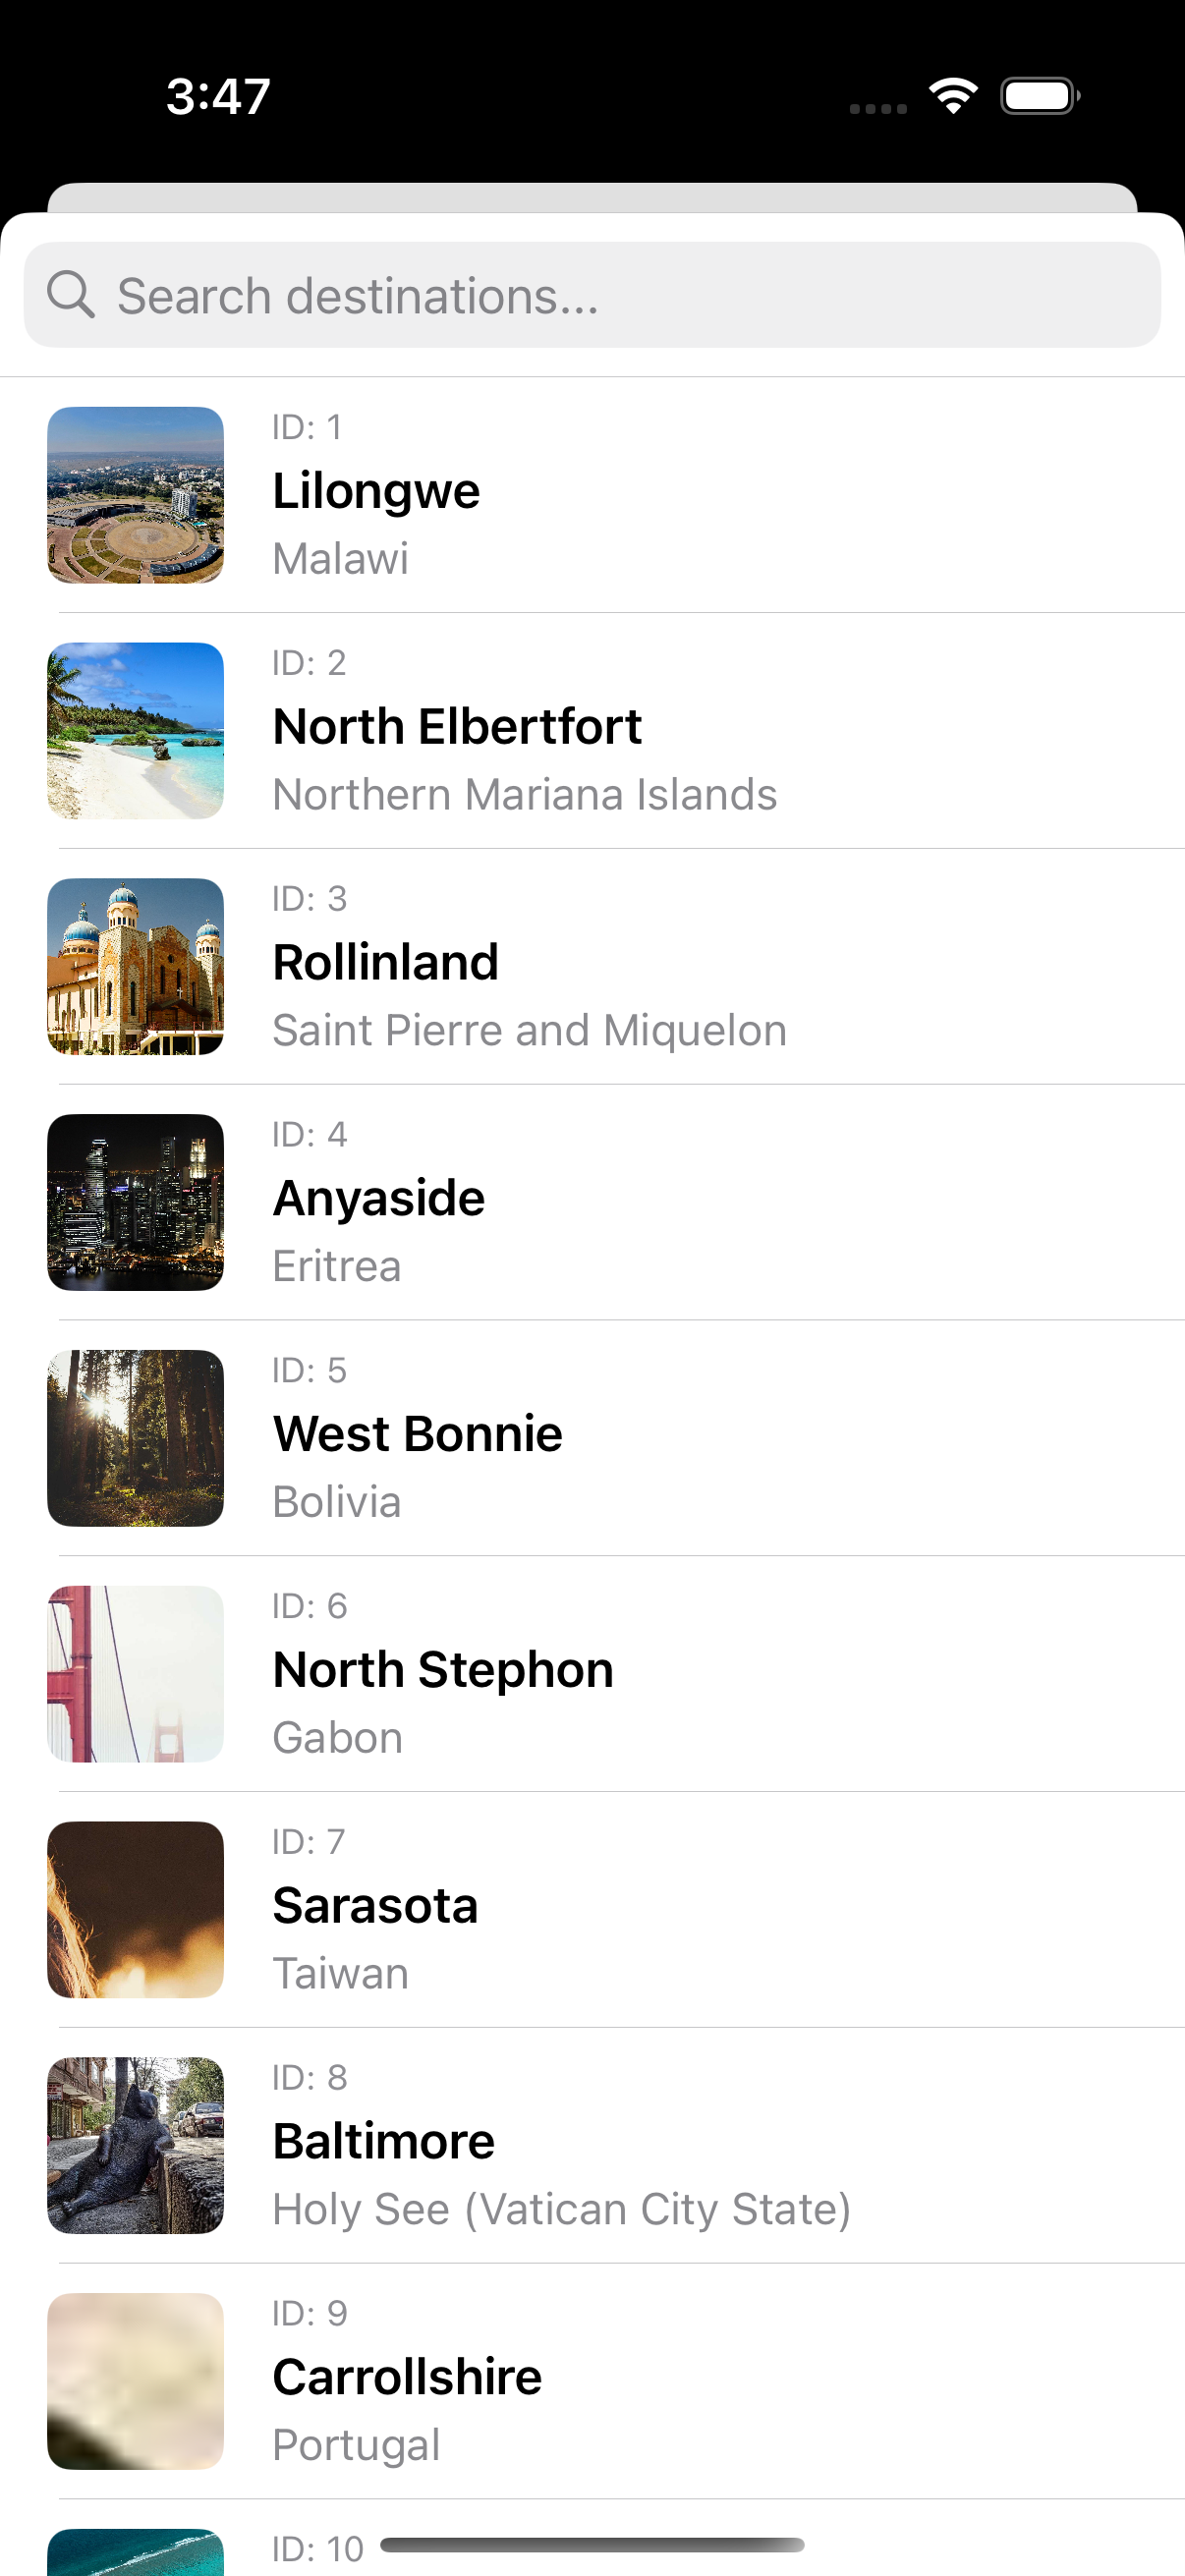 3:47
Search destinations...
ID: 1
Lilongwe
Malawi
ID: 2
North Elbertfort
Northern Mariana Islands
ID: 3
Rollinland
Saint Pierre and Miquelon
ID: 4
Anyaside
Eritrea
ID: 5
West Bonnie
Bolivia
ID: 6
North Stephon
Gabon
ID: 7
Sarasota
Taiwan
ID: 8
Baltimore
Holy See (Vatican City State)
ID: 9
Carrollshire
Portugal
ID: 10